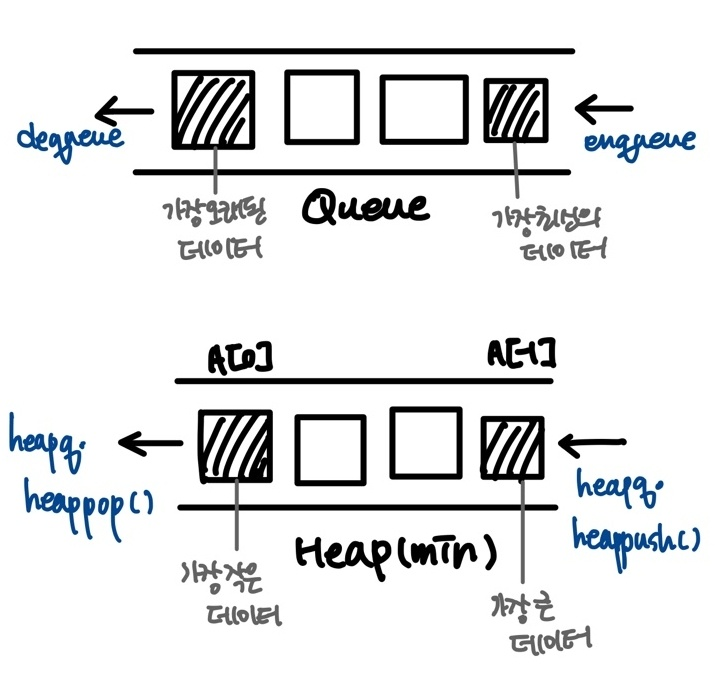 dequeue
enqueue
가장 오래된
데이터
Queue
가장 최신의
데이터
A[0]
A[-1]
heapq.
heappop()
heapq.
heappush()
Heap(min)
가장 작은
데이터
가장 큰
데이터